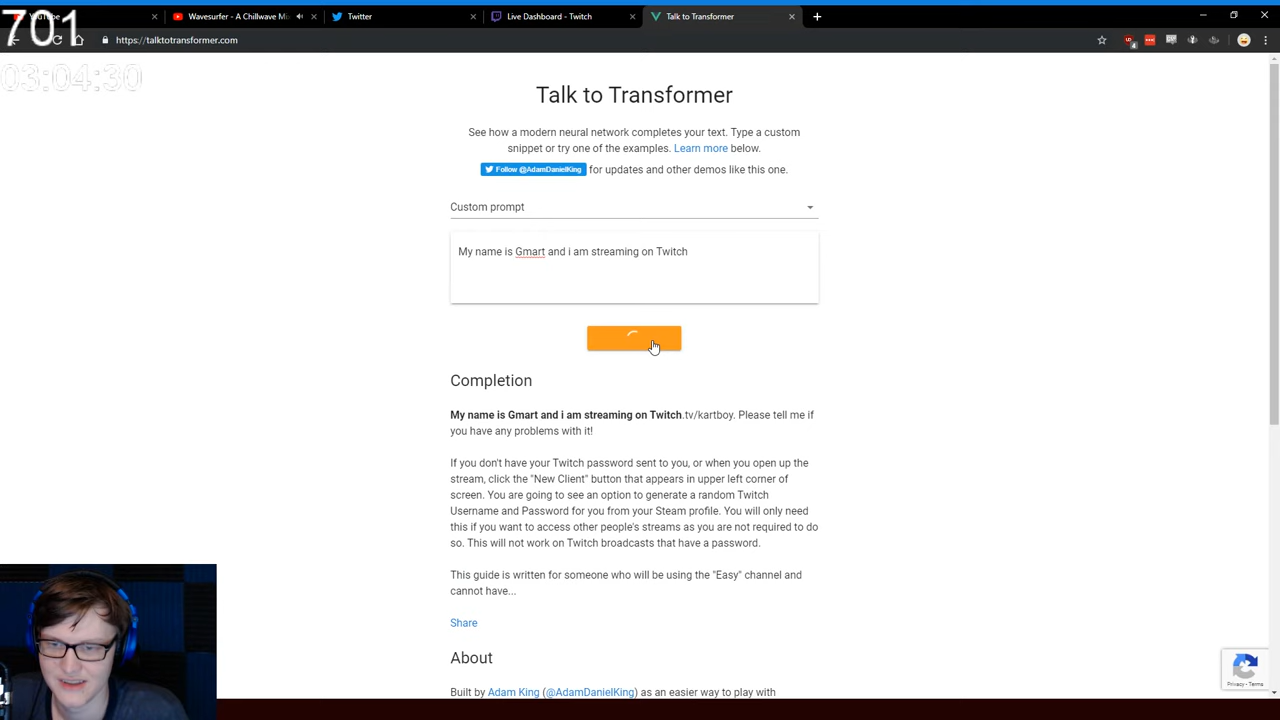 701
YouTube
Wavesurfer - A Chillwave Mi
Twitter
Live Dashboard - Twitch
Talk to Transformer
https://talktotransformer.com
4
03:04:30
Talk to Transformer
See how a modern neural network completes your text. Type a custom
snippet or try one of the examples. Learn more below.
Follow @AdamDanielKing for updates and other demos like this one.
Custom prompt
My name is Gmart and i am streaming on Twitch
Completion
My name is Gmart and i am streaming on Twitch.tv/kartboy. Please tell me if
you have any problems with it!
If you don't have your Twitch password sent to you, or when you open up the
stream, click the "New Client" button that appears in upper left corner of
screen. You are going to see an option to generate a random Twitch
Username and Password for you from your Steam profile. You will only need
this if you want to access other people's streams as you are not required to do
so. This will not work on Twitch broadcasts that have a password.
This guide is written for someone who will be using the "Easy" channel and
cannot have...
Share
About
Built by Adam King (@AdamDanielKing) as an easier way to play with
Privacy - Terms